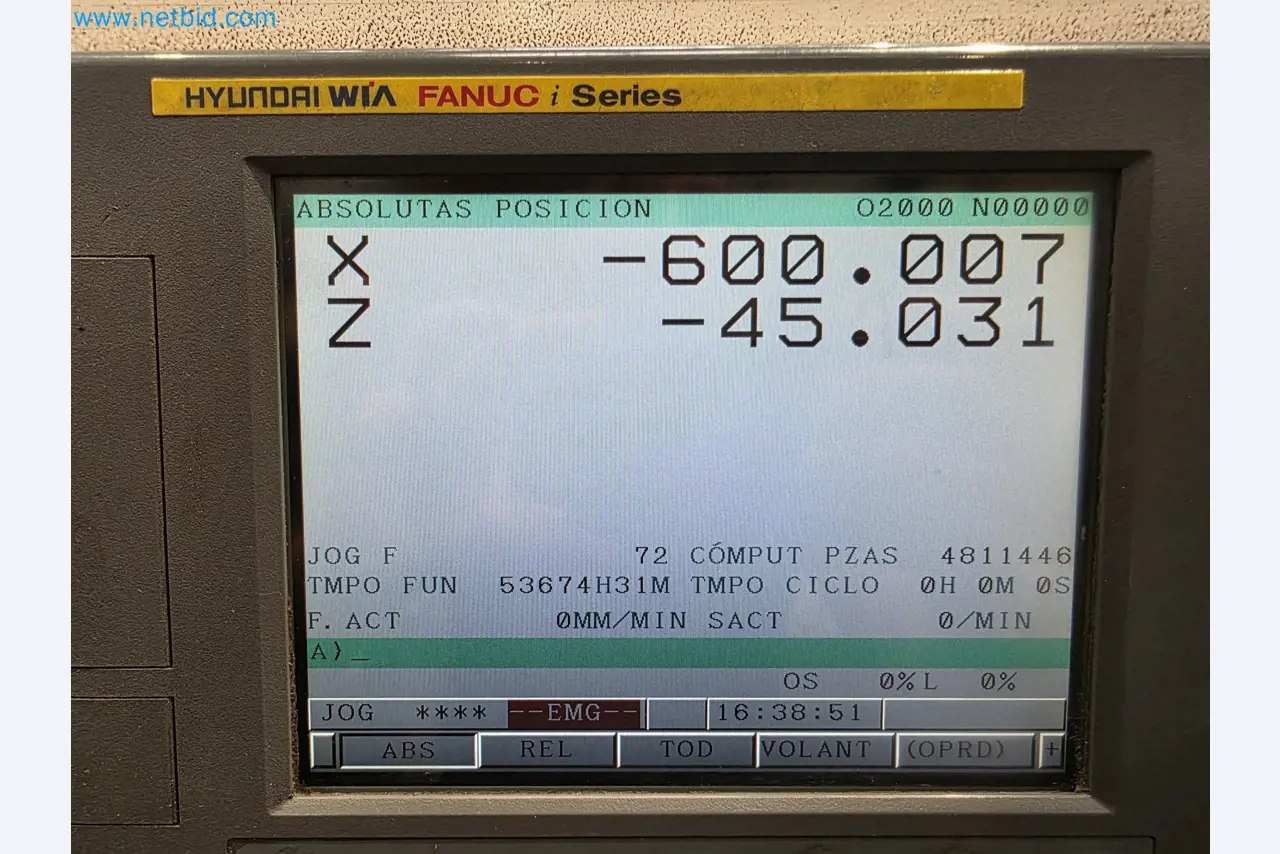 www.netbid.com
HYUNDAI WIA FANUC i Series
ABSOLUTAS POSICION O2000 N00000
X -600.007
Z -45.031
JOG F 72 CÓMPUT PZAS 4811446
TMPO FUN 53674H31M TMPO CICLO 0H 0M 0S
F. ACT 0MM/MIN SACT 0/MIN
A)_
OS 0% L 0%
JOG **** --EMG-- 16:38:51
ABS REL TOD VOLANT (OPRD) +